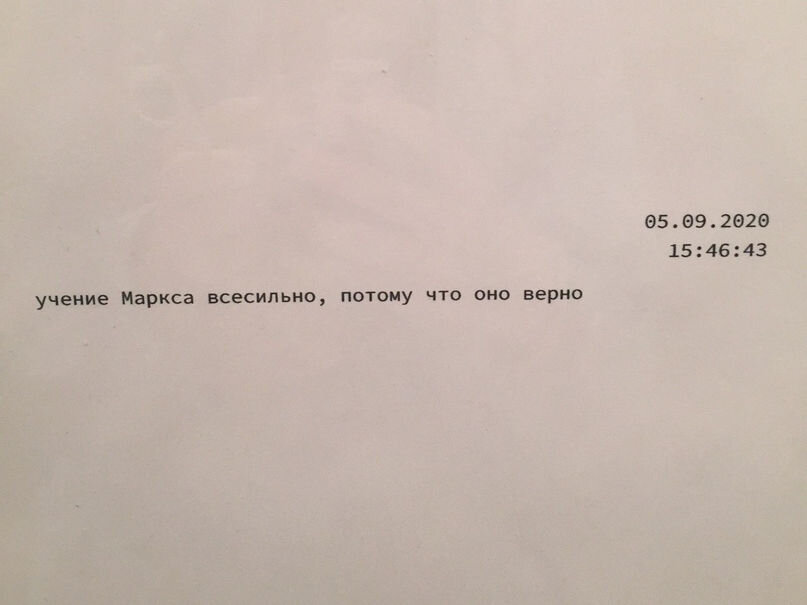 05.09.2020
15:46:43
учение Маркса всесильно, потому что оно верно